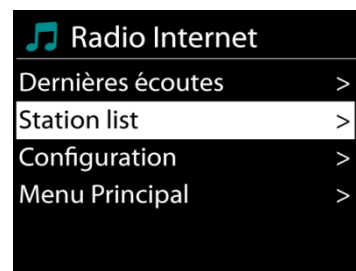 Radio Internet
Dernières écoutes >
Station list >
Configuration >
Menu Principal >